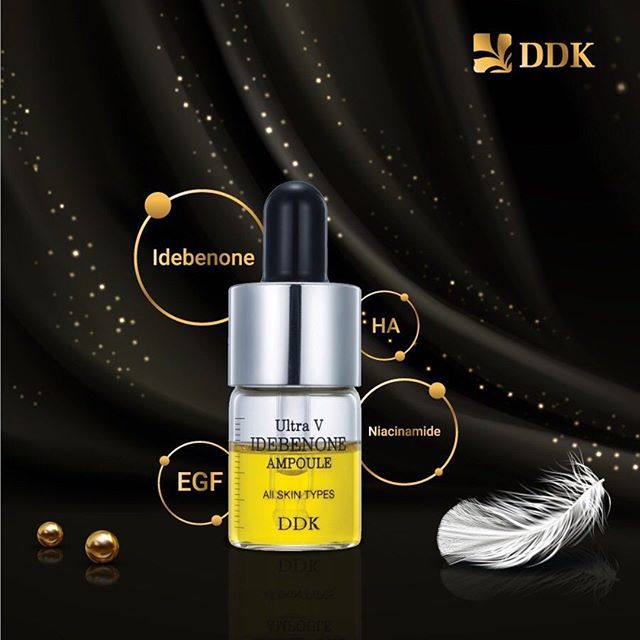 DDK
Idebenone
HA
Niacinamide
EGF
Ultra V
IDEBENONE
AMPOULE
All SKIN TYPES
DDK